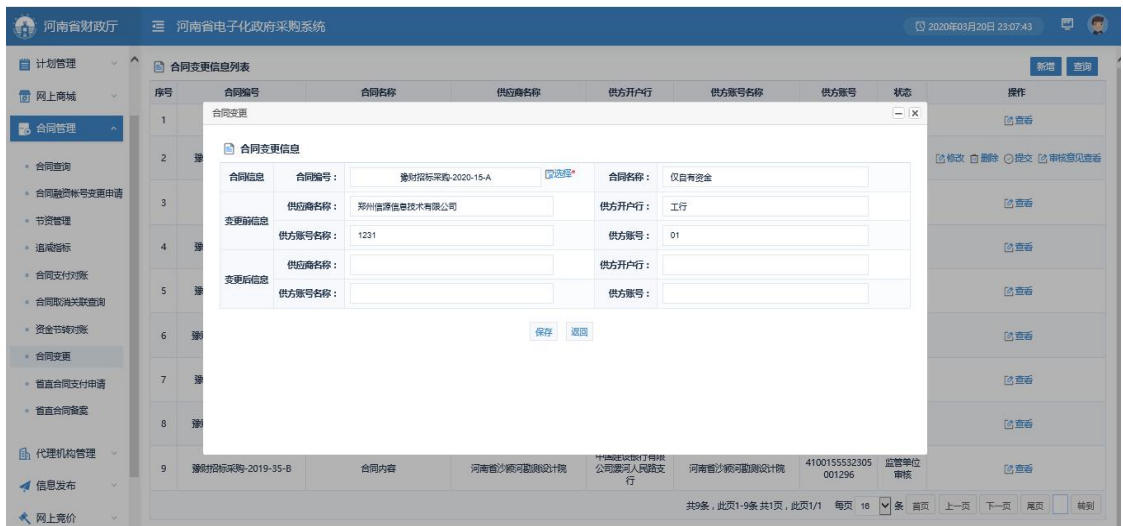 河南省财政厅
河南省电子化政府采购系统
2020年03月20日 23:07:43
计划管理
网上商城
合同管理
合同查询
合同融资帐号变更申请
节资管理
追减指标
合同支付对账
合同取消关联查询
资金节转对账
合同变更
省直合同支付申请
省直合同备案
代理机构管理
信息发布
网上竞价
合同变更信息列表
新增 查询
序号 合同编号 合同名称 供应商名称 供方开户行 供方账号名称 供方账号 状态 操作
1 查看
2 豫 修改 删除 提交 审核意见查看
3 查看
4 豫 查看
5 豫 查看
6 豫 查看
7 豫 查看
8 豫 查看
合同变更
合同变更信息
合同信息 合同编号： 豫财招标采购-2020-15-A 选择* 合同名称： 仅自有资金
变更前信息
供应商名称： 郑州信源信息技术有限公司 供方开户行： 工行
供方账号名称： 1231 供方账号： 01
变更后信息
供应商名称： 供方开户行：
供方账号名称： 供方账号：
保存 返回
9 豫财招标采购-2019-35-B 合同内容 河南省沙颍河勘测设计院 中国建设银行有限公司漯河人民路支行 河南省沙颍河勘测设计院 4100155532305001296 监管单位审核 查看
共9条，此页1-9条 共1页，此页1/1 每页 16 条 首页 上一页 下一页 尾页 转到